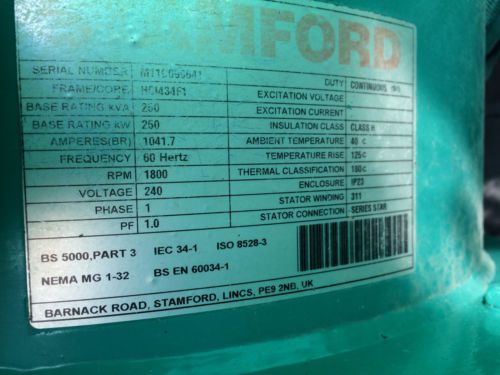 STAMFORD
SERIAL NUMBER
FRAME/CORE HCI434F1
BASE RATING kVA 250
BASE RATING kW 250
AMPERES(BR) 1041.7
FREQUENCY 60 Hertz
RPM 1800
VOLTAGE 240
PHASE 1
PF 1.0
DUTY CONTINUOUS
EXCITATION VOLTAGE
EXCITATION CURRENT
INSULATION CLASS CLASS H
AMBIENT TEMPERATURE 40 C
TEMPERATURE RISE 125 C
THERMAL CLASSIFICATION 180 C
ENCLOSURE IP23
STATOR WINDING 311
STATOR CONNECTION SERIES STAR
BS 5000,PART 3 IEC 34-1 ISO 8528-3
NEMA MG 1-32 BS EN 60034-1
BARNACK ROAD, STAMFORD, LINCS, PE9 2NB, UK